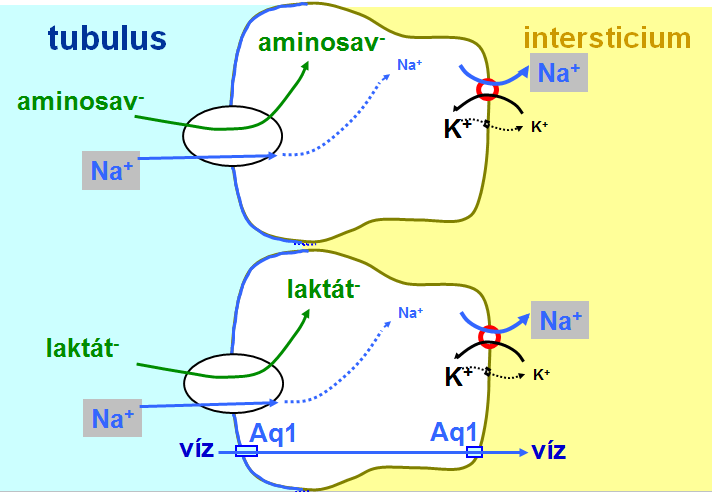 tubulus
intersticium
aminosav-
Na+
Na+
aminosav-
K+
K+
Na+
laktát-
Na+
Na+
laktát-
K+
K+
Na+
Aq1
Aq1
víz
víz